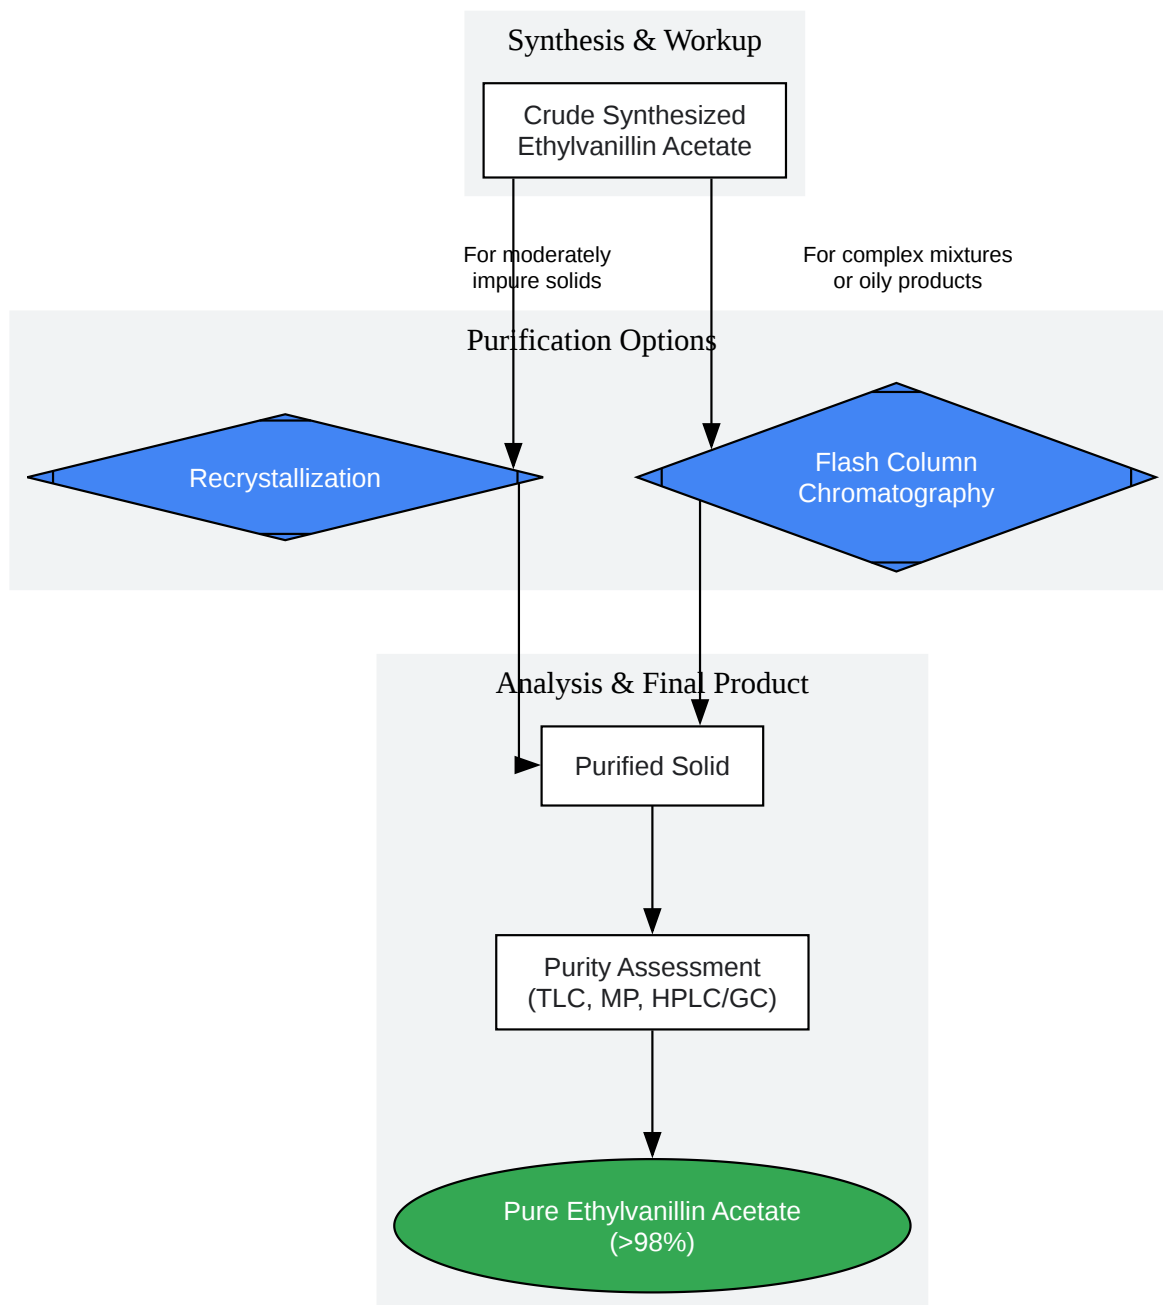 Synthesis & Workup
Crude Synthesized
Ethylvanillin Acetate
For moderately
impure solids
For complex mixtures
or oily products
Purification Options
Recrystallization
Flash Column
Chromatography
Analysis & Final Product
Purified Solid
Purity Assessment
(TLC, MP, HPLC/GC)
Pure Ethylvanillin Acetate
(>98%)